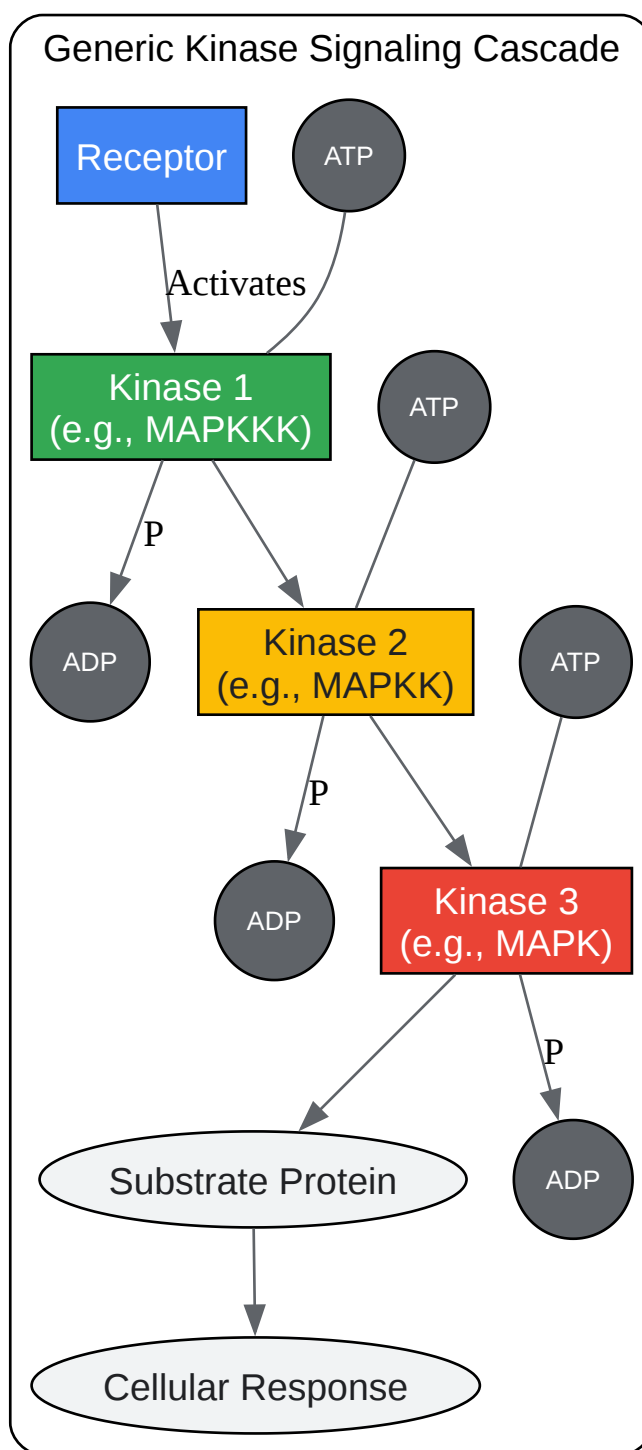 Generic Kinase Signaling Cascade
Receptor
ATP
Activates
Kinase 1
(e.g., MAPKKK)
ATP
P
ADP
Kinase 2
(e.g., MAPKK)
ATP
P
ADP
Kinase 3
(e.g., MAPK)
P
Substrate Protein
ADP
Cellular Response